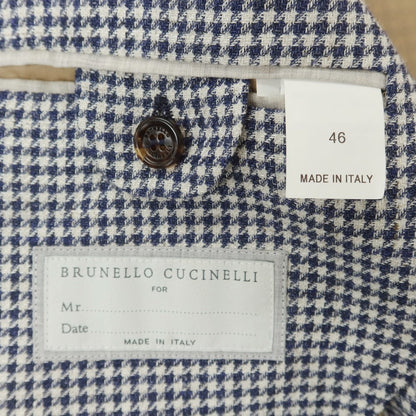 46
MADE IN ITALY
BRUNELLO CUCINELLI
FOR
Mr.
Date
MADE IN ITALY